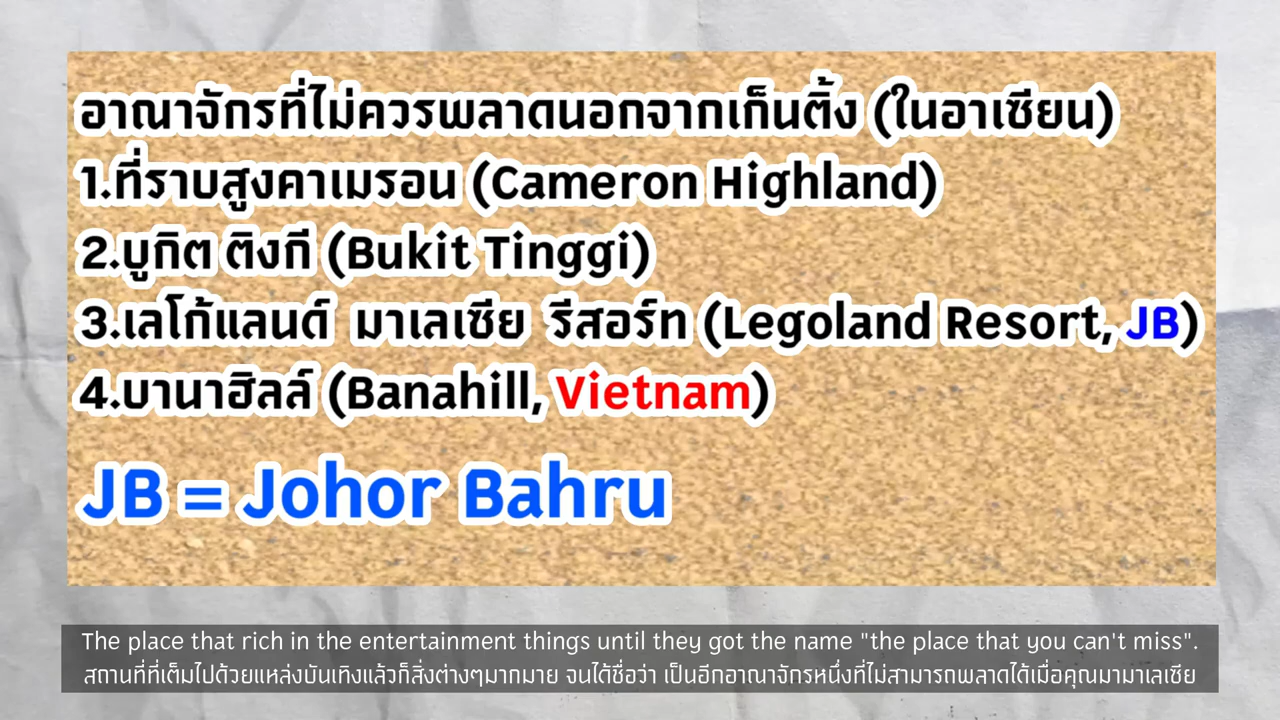 อาณาจักรที่ไม่ควรพลาดนอกจากเก็นติ้ง (ในอาเซียน)
1.ที่ราบสูงคาเมรอน (Cameron Highland)
2.บูกิต ติงกี (Bukit Tinggi)
3.เลโก้แลนด์ มาเลเซีย รีสอร์ท (Legoland Resort, JB)
4.บานาฮิลล์ (Banahill, Vietnam)
JB = Johor Bahru
The place that rich in the entertainment things until they got the name "the place that you can't miss".
สถานที่ที่เต็มไปด้วยแหล่งบันเทิงแล้วก็สิ่งต่างๆมากมาย จนได้ชื่อว่า เป็นอีกอาณาจักรหนึ่งที่ไม่สามารถพลาดได้เมื่อคุณมามาเลเซีย